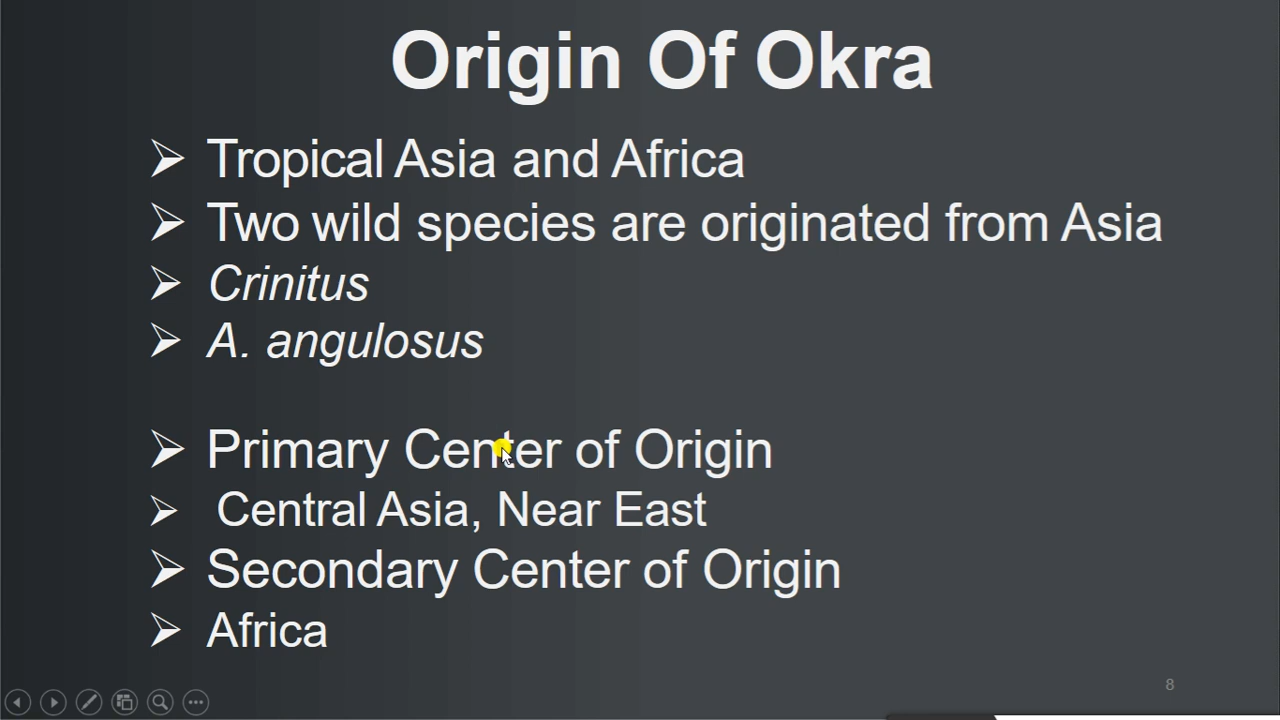 Origin Of Okra
Tropical Asia and Africa
Two wild species are originated from Asia
Crinitus
A. angulosus
Primary Center of Origin
Central Asia, Near East
Secondary Center of Origin
Africa
8